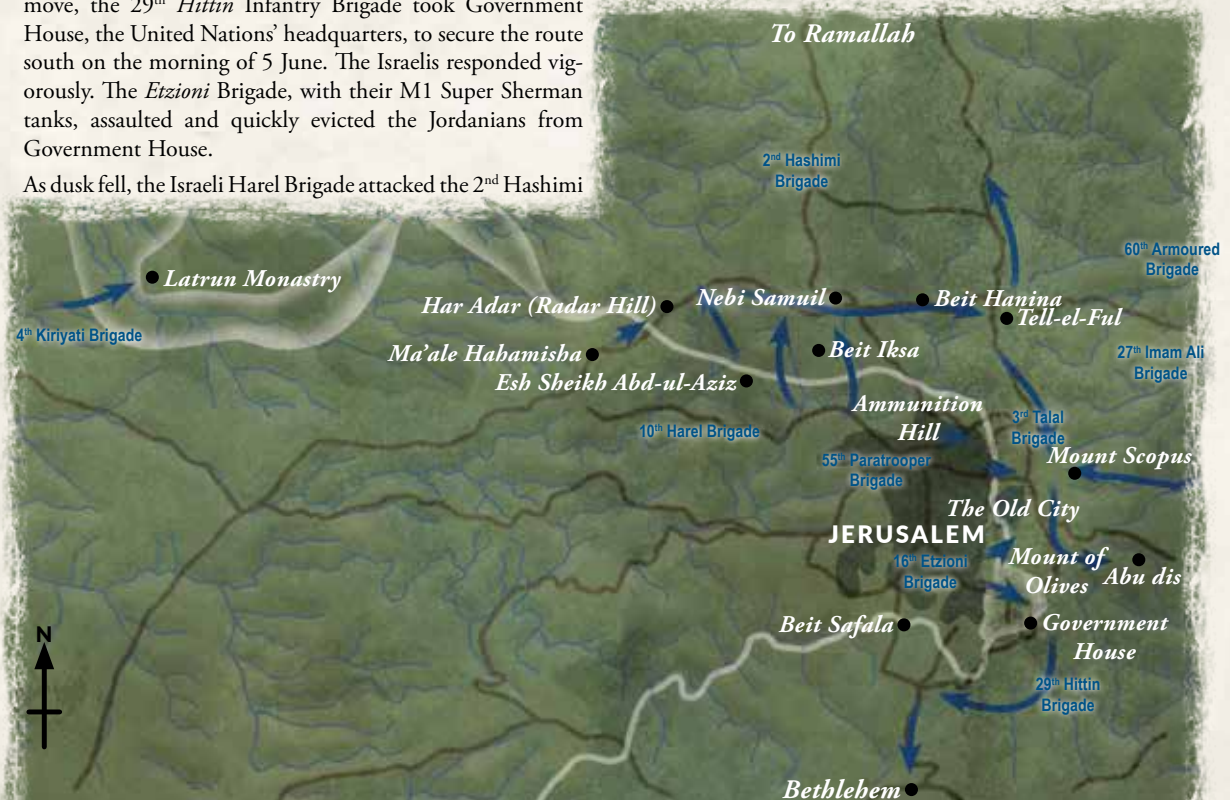 move, the 29th Hittin Infantry Brigade took Government
House, the United Nations' headquarters, to secure the route
south on the morning of 5 June. The Israelis responded vig-
orously. The Etzioni Brigade, with their M1 Super Sherman
tanks, assaulted and quickly evicted the Jordanians from
Government House.
As dusk fell, the Israeli Harel Brigade attacked the 2nd Hashimi
To Ramallah
2nd Hashimi
Brigade
60th Armoured
Brigade
Latrun Monastry
4th Kiriyati Brigade
Har Adar (Radar Hill)
Nebi Samuil
Beit Hanina
Tell-el-Ful
Ma'ale Hahamisha
Beit Iksa
27th Imam Ali
Brigade
Esh Sheikh Abd-ul-Aziz
Ammunition
Hill
10th Harel Brigade
3rd Talal
Brigade
55th Paratrooper
Brigade
Mount Scopus
The Old City
JERUSALEM
16th Etzioni
Brigade
Mount of
Olives
Abu dis
Beit Safala
Government
House
N
29th Hittin
Brigade
Bethlehem